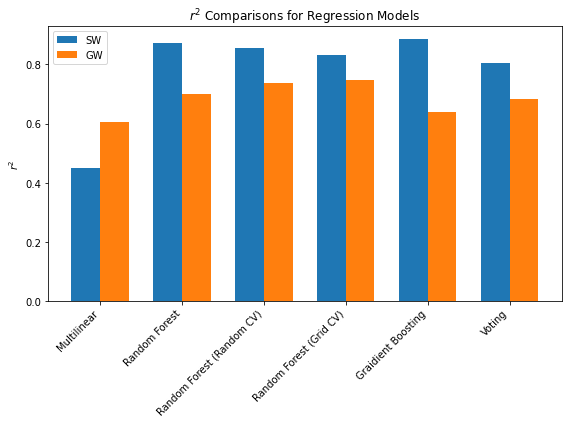 r² Comparisons for Regression Models
SW
GW
r²
0.8
0.6
0.4
0.2
0.0
Multilinear
Random Forest
Random Forest (Random CV)
Random Forest (Grid CV)
Graidient Boosting
Voting